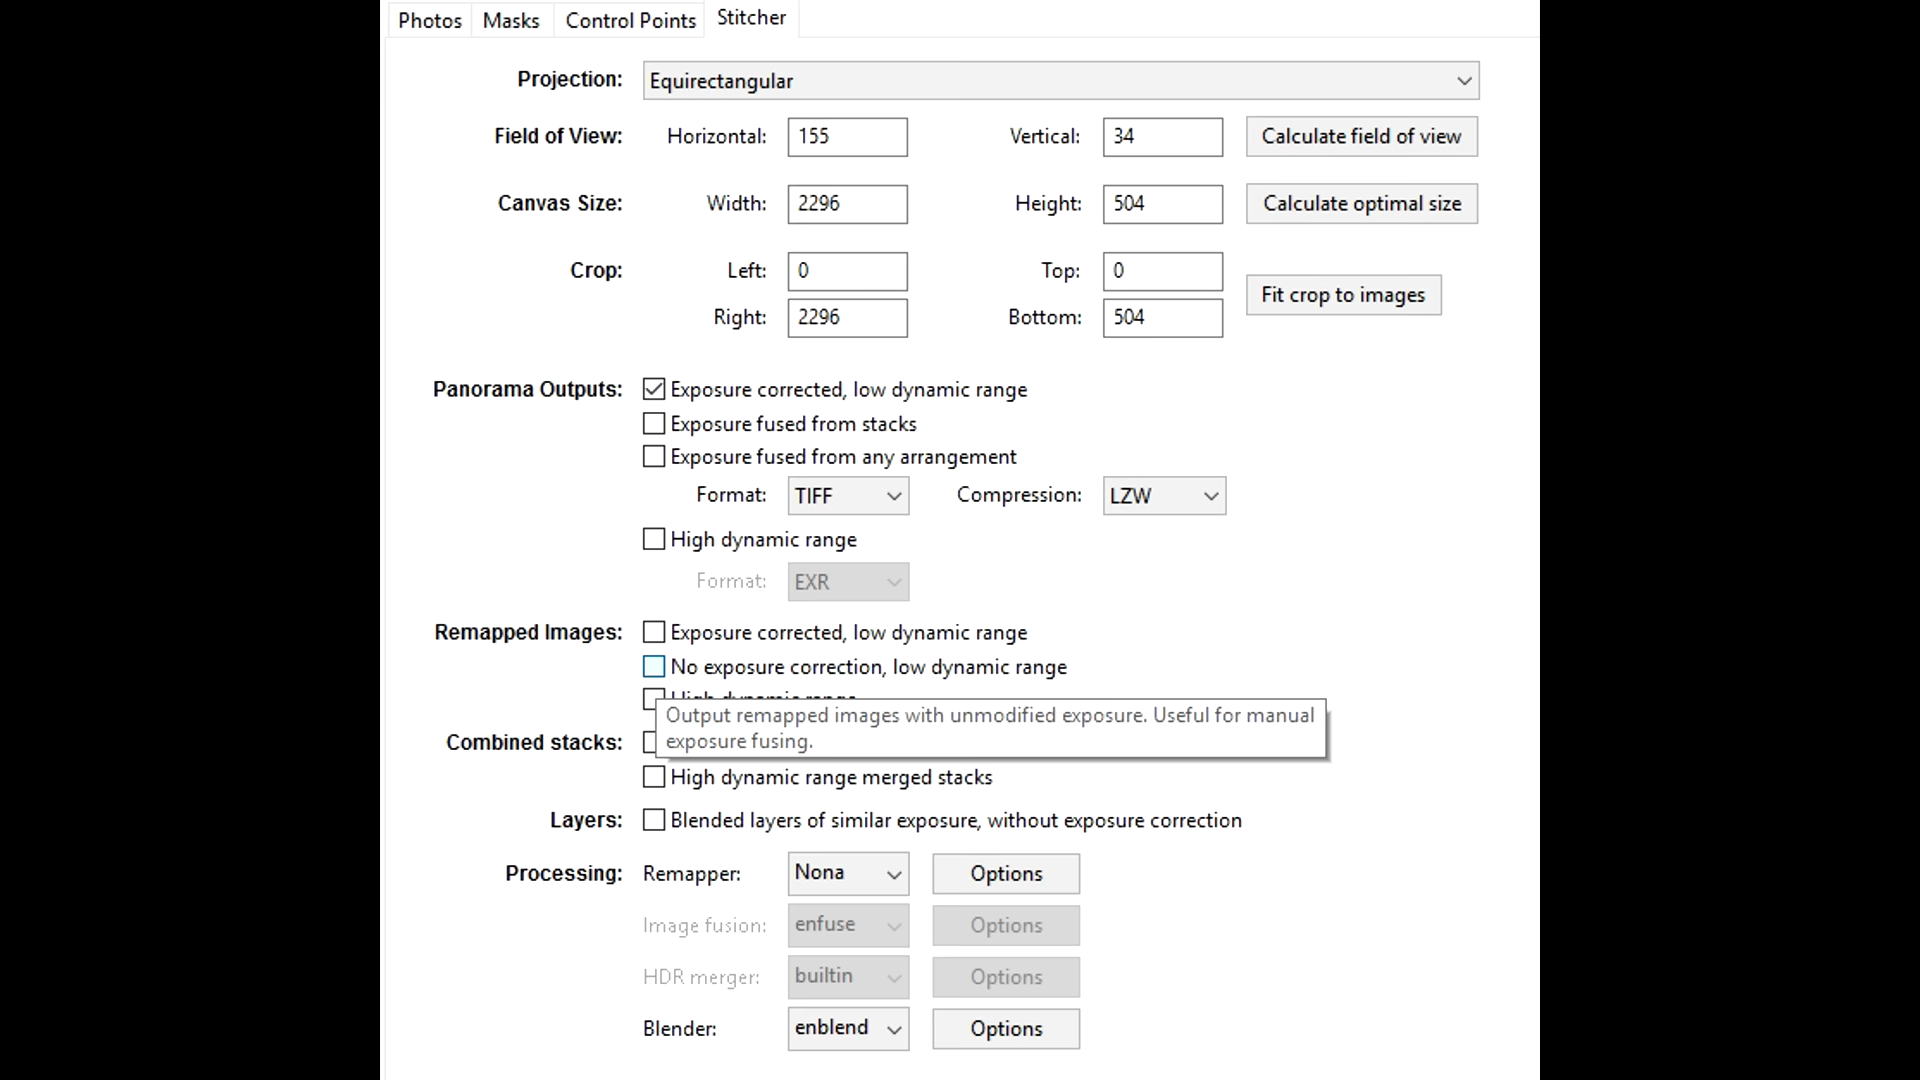 Photos Masks Control Points Stitcher
Projection: Equirectangular
Field of View: Horizontal: 155 Vertical: 34 Calculate field of view
Canvas Size: Width: 2296 Height: 504 Calculate optimal size
Crop: Left: 0 Top: 0
Fit crop to images
Right: 2296 Bottom: 504
Panorama Outputs: Exposure corrected, low dynamic range
Exposure fused from stacks
Exposure fused from any arrangement
Format: TIFF Compression: LZW
High dynamic range
Format: EXR
Remapped Images: Exposure corrected, low dynamic range
No exposure correction, low dynamic range
High dynamic range
Output remapped images with unmodified exposure. Useful for manual
exposure fusing.
Combined stacks:
High dynamic range merged stacks
Layers: Blended layers of similar exposure, without exposure correction
Processing: Remapper: Nona Options
Image fusion: enfuse Options
HDR merger: builtin Options
Blender: enblend Options